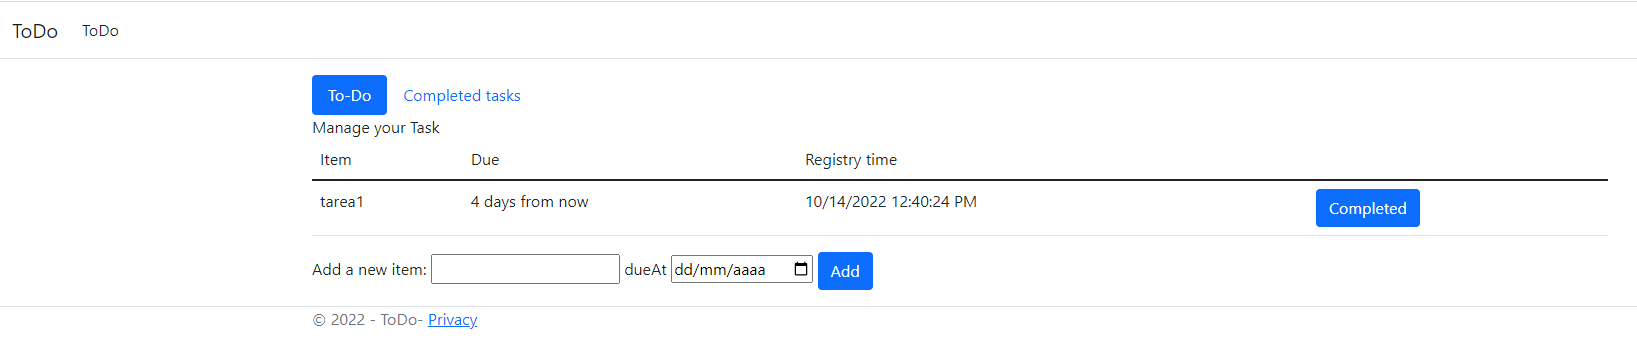 ToDo ToDo
To-Do Completed tasks
Manage your Task
Item Due Registry time
tarea1 4 days from now 10/14/2022 12:40:24 PM Completed
Add a new item: dueAt dd/mm/aaaa Add
© 2022 - ToDo- Privacy